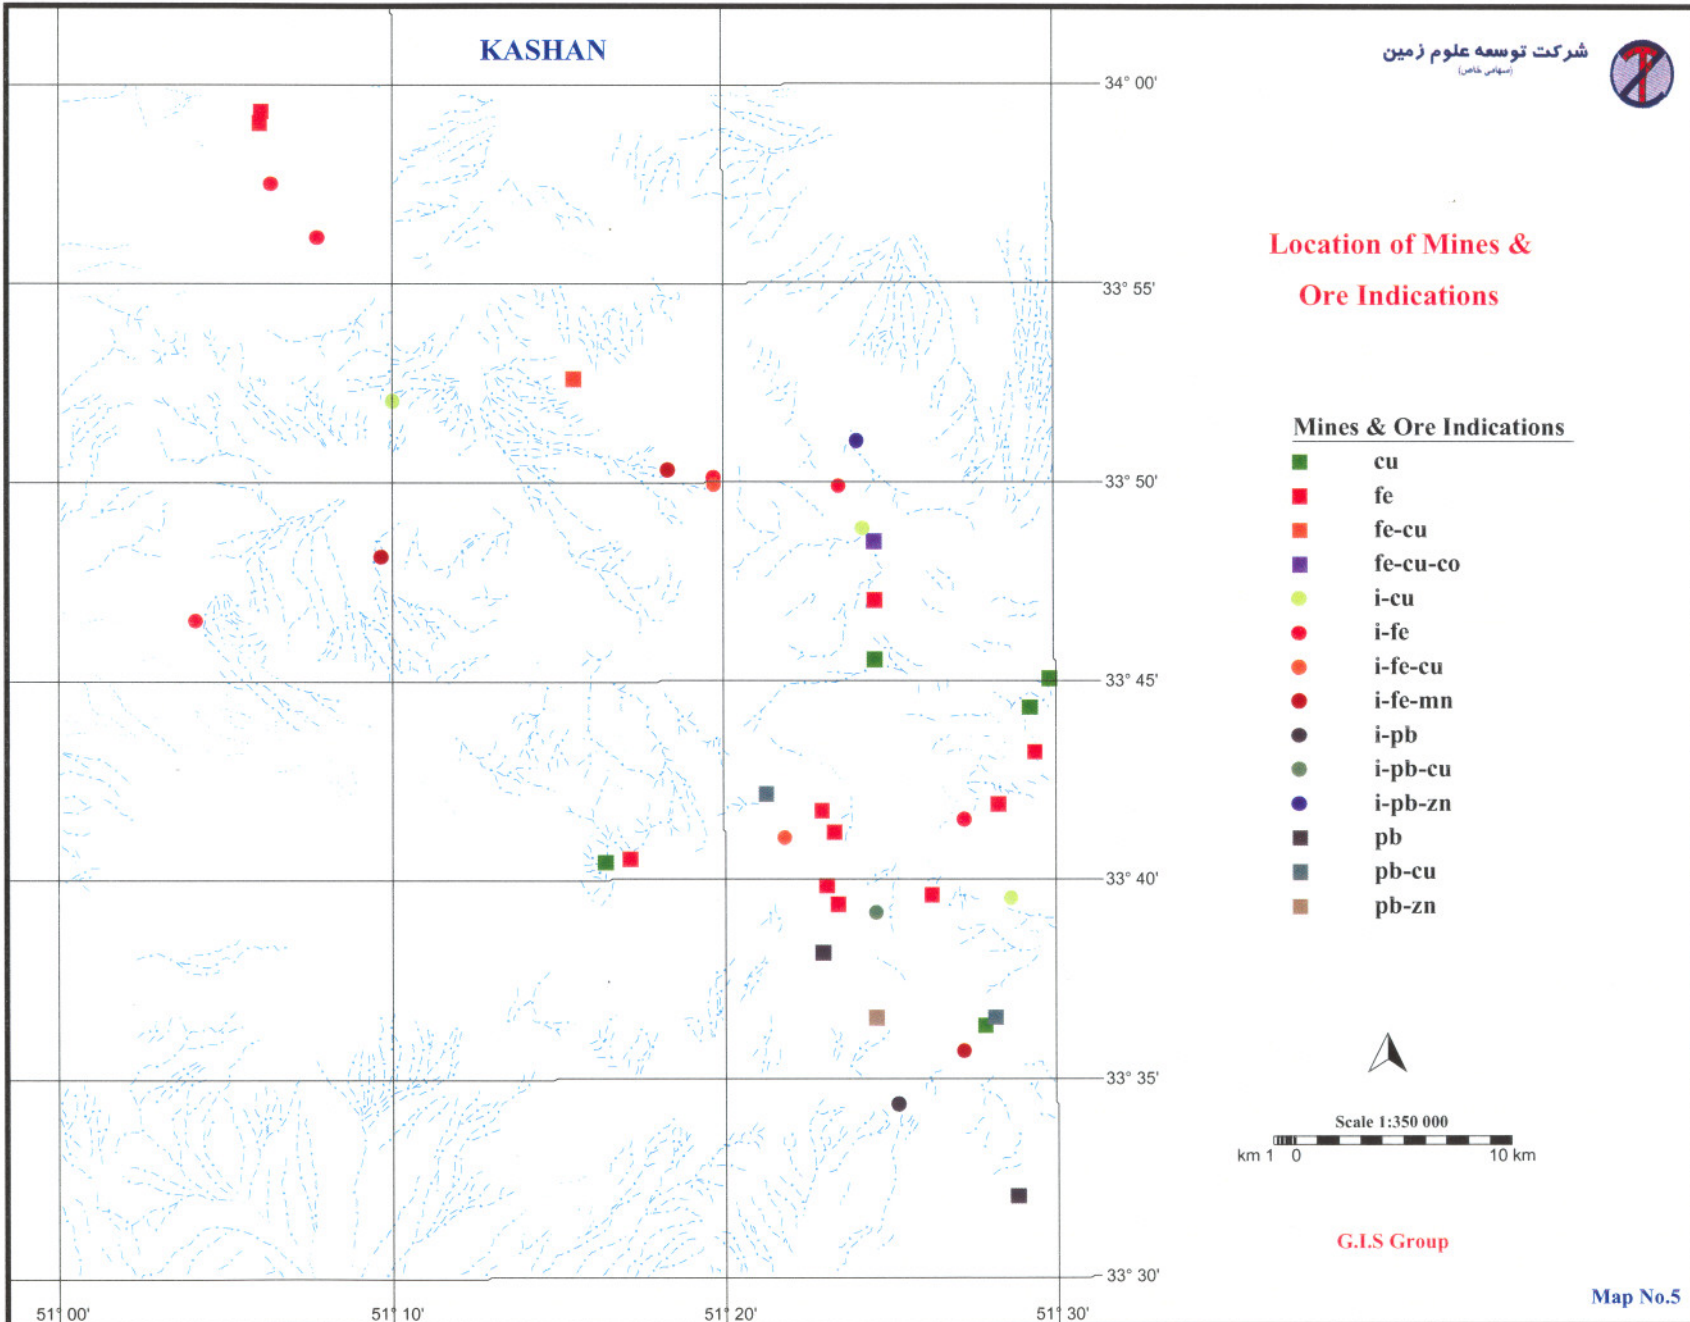 KASHAN
شرکت توسعه علوم زمین
(سهامی خاص)
34° 00'
Location of Mines &
Ore Indications
33° 55'
Mines & Ore Indications
cu
fe
fe-cu
fe-cu-co
i-cu
i-fe
i-fe-cu
i-fe-mn
i-pb
i-pb-cu
i-pb-zn
pb
pb-cu
pb-zn
33° 50'
33° 45'
33° 40'
33° 35'
33° 30'
Scale 1:350 000
km 1 0 10 km
G.I.S Group
Map No.5
51° 00' 51° 10' 51° 20' 51° 30'